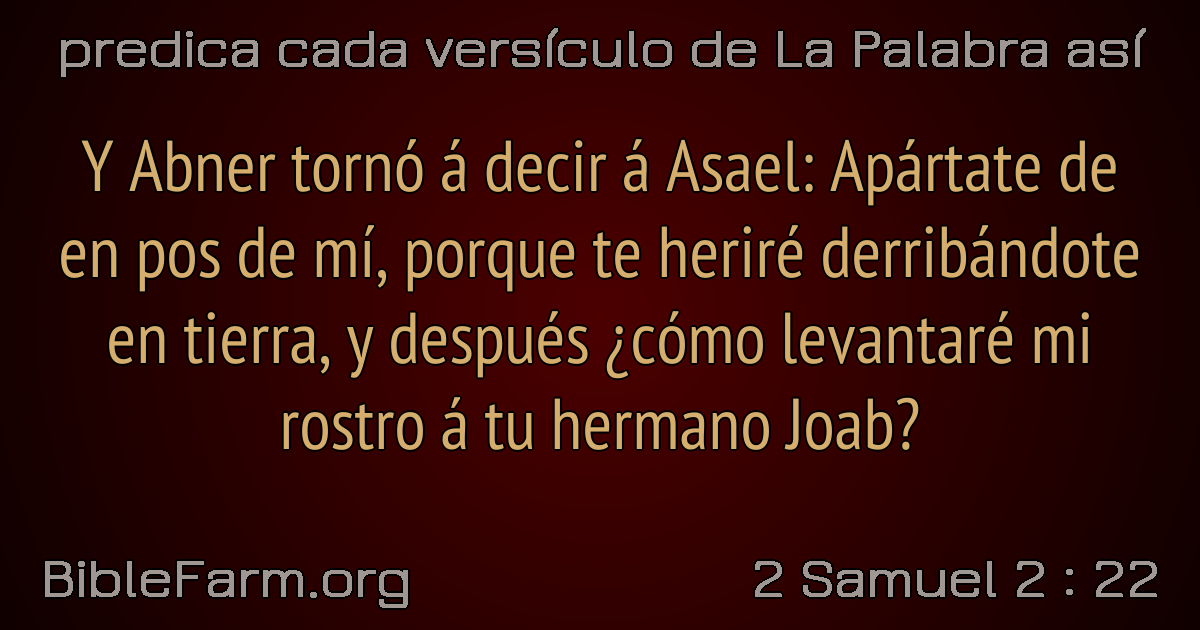 predica cada versículo de La Palabra así
Y Abner tornó á decir á Asael: Apártate de
en pos de mí, porque te heriré derribándote
en tierra, y después ¿cómo levantaré mi
rostro á tu hermano Joab?
BibleFarm.org
2 Samuel 2 : 22